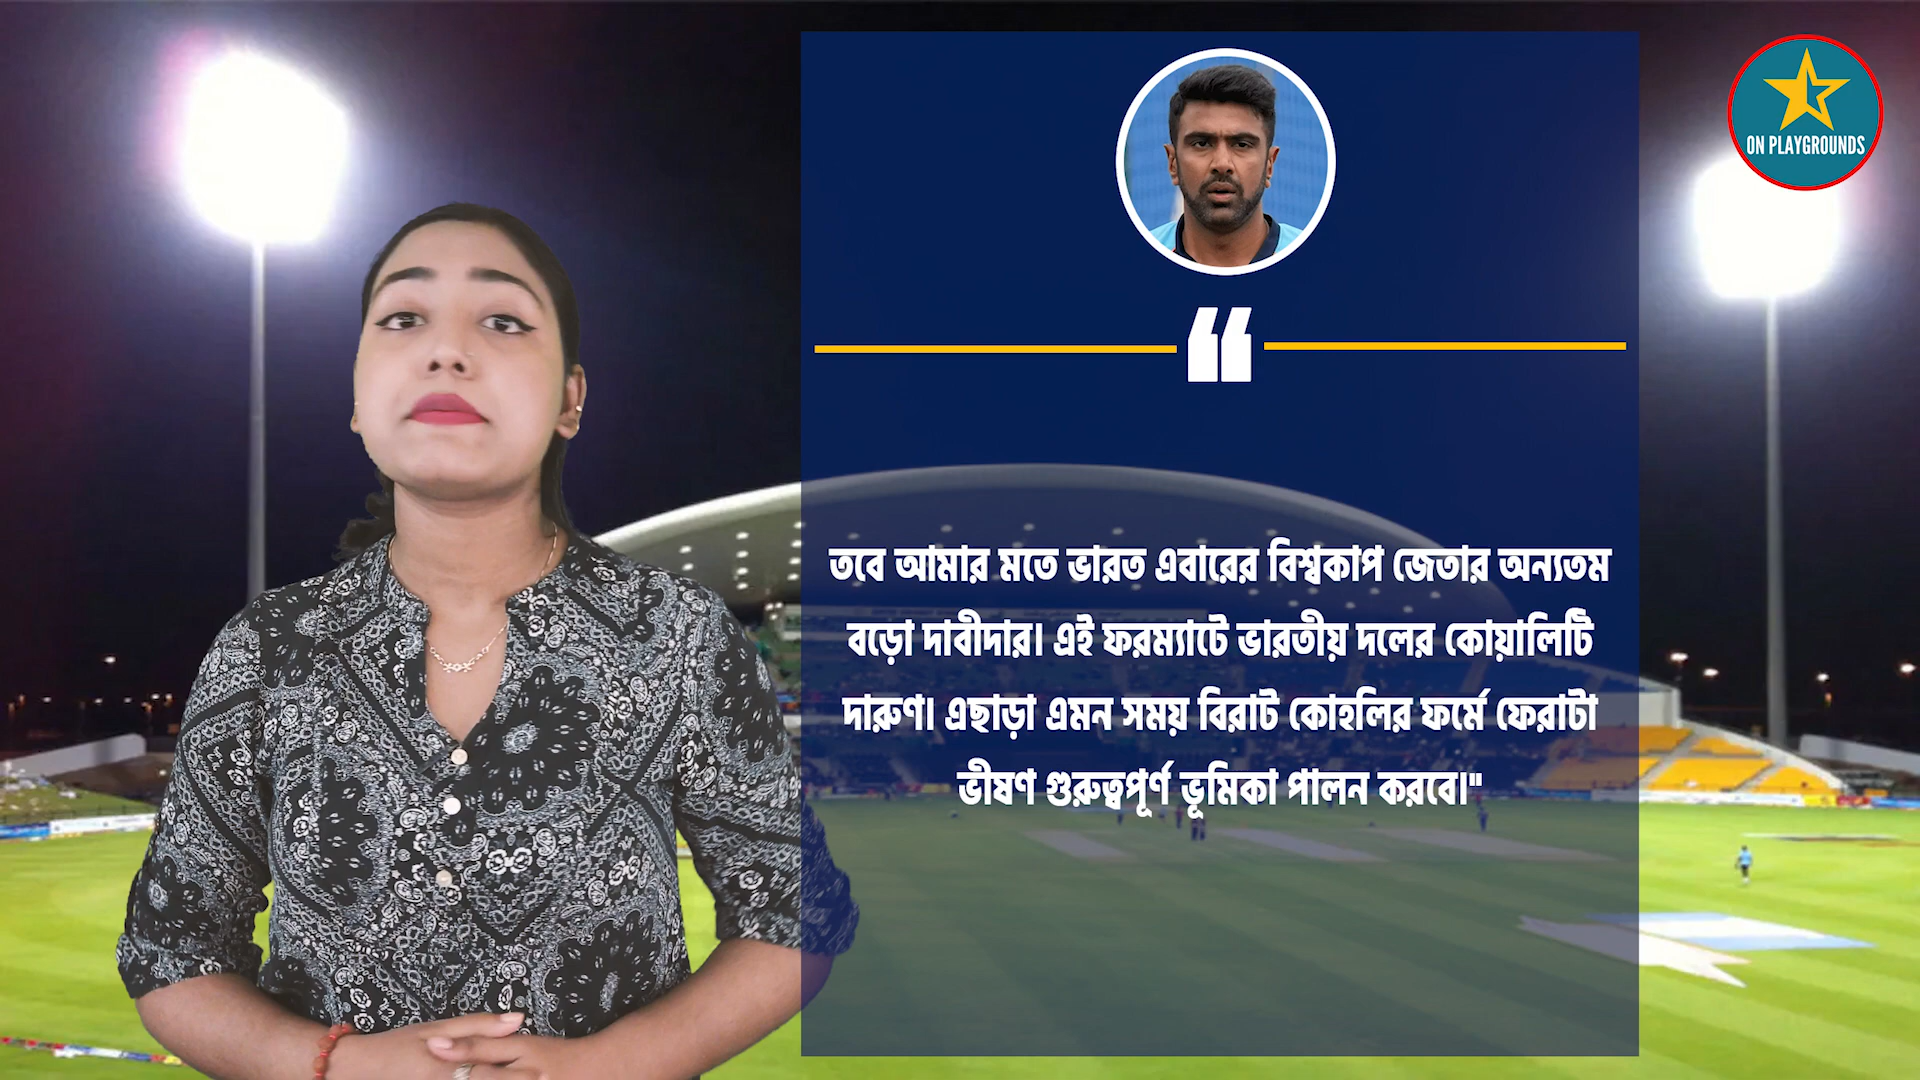 ON PLAYGROUNDS
তবে আমার মতে ভারত এবারের বিশ্বকাপ জেতার অন্যতম
বড়ো দাবীদার। এই ফরম্যাটে ভারতীয় দলের কোয়ালিটি
দারুণ। এছাড়া এমন সময় বিরাট কোহলির ফর্মে ফেরাটা
ভীষণ গুরুত্বপূর্ণ ভূমিকা পালন করবে।"